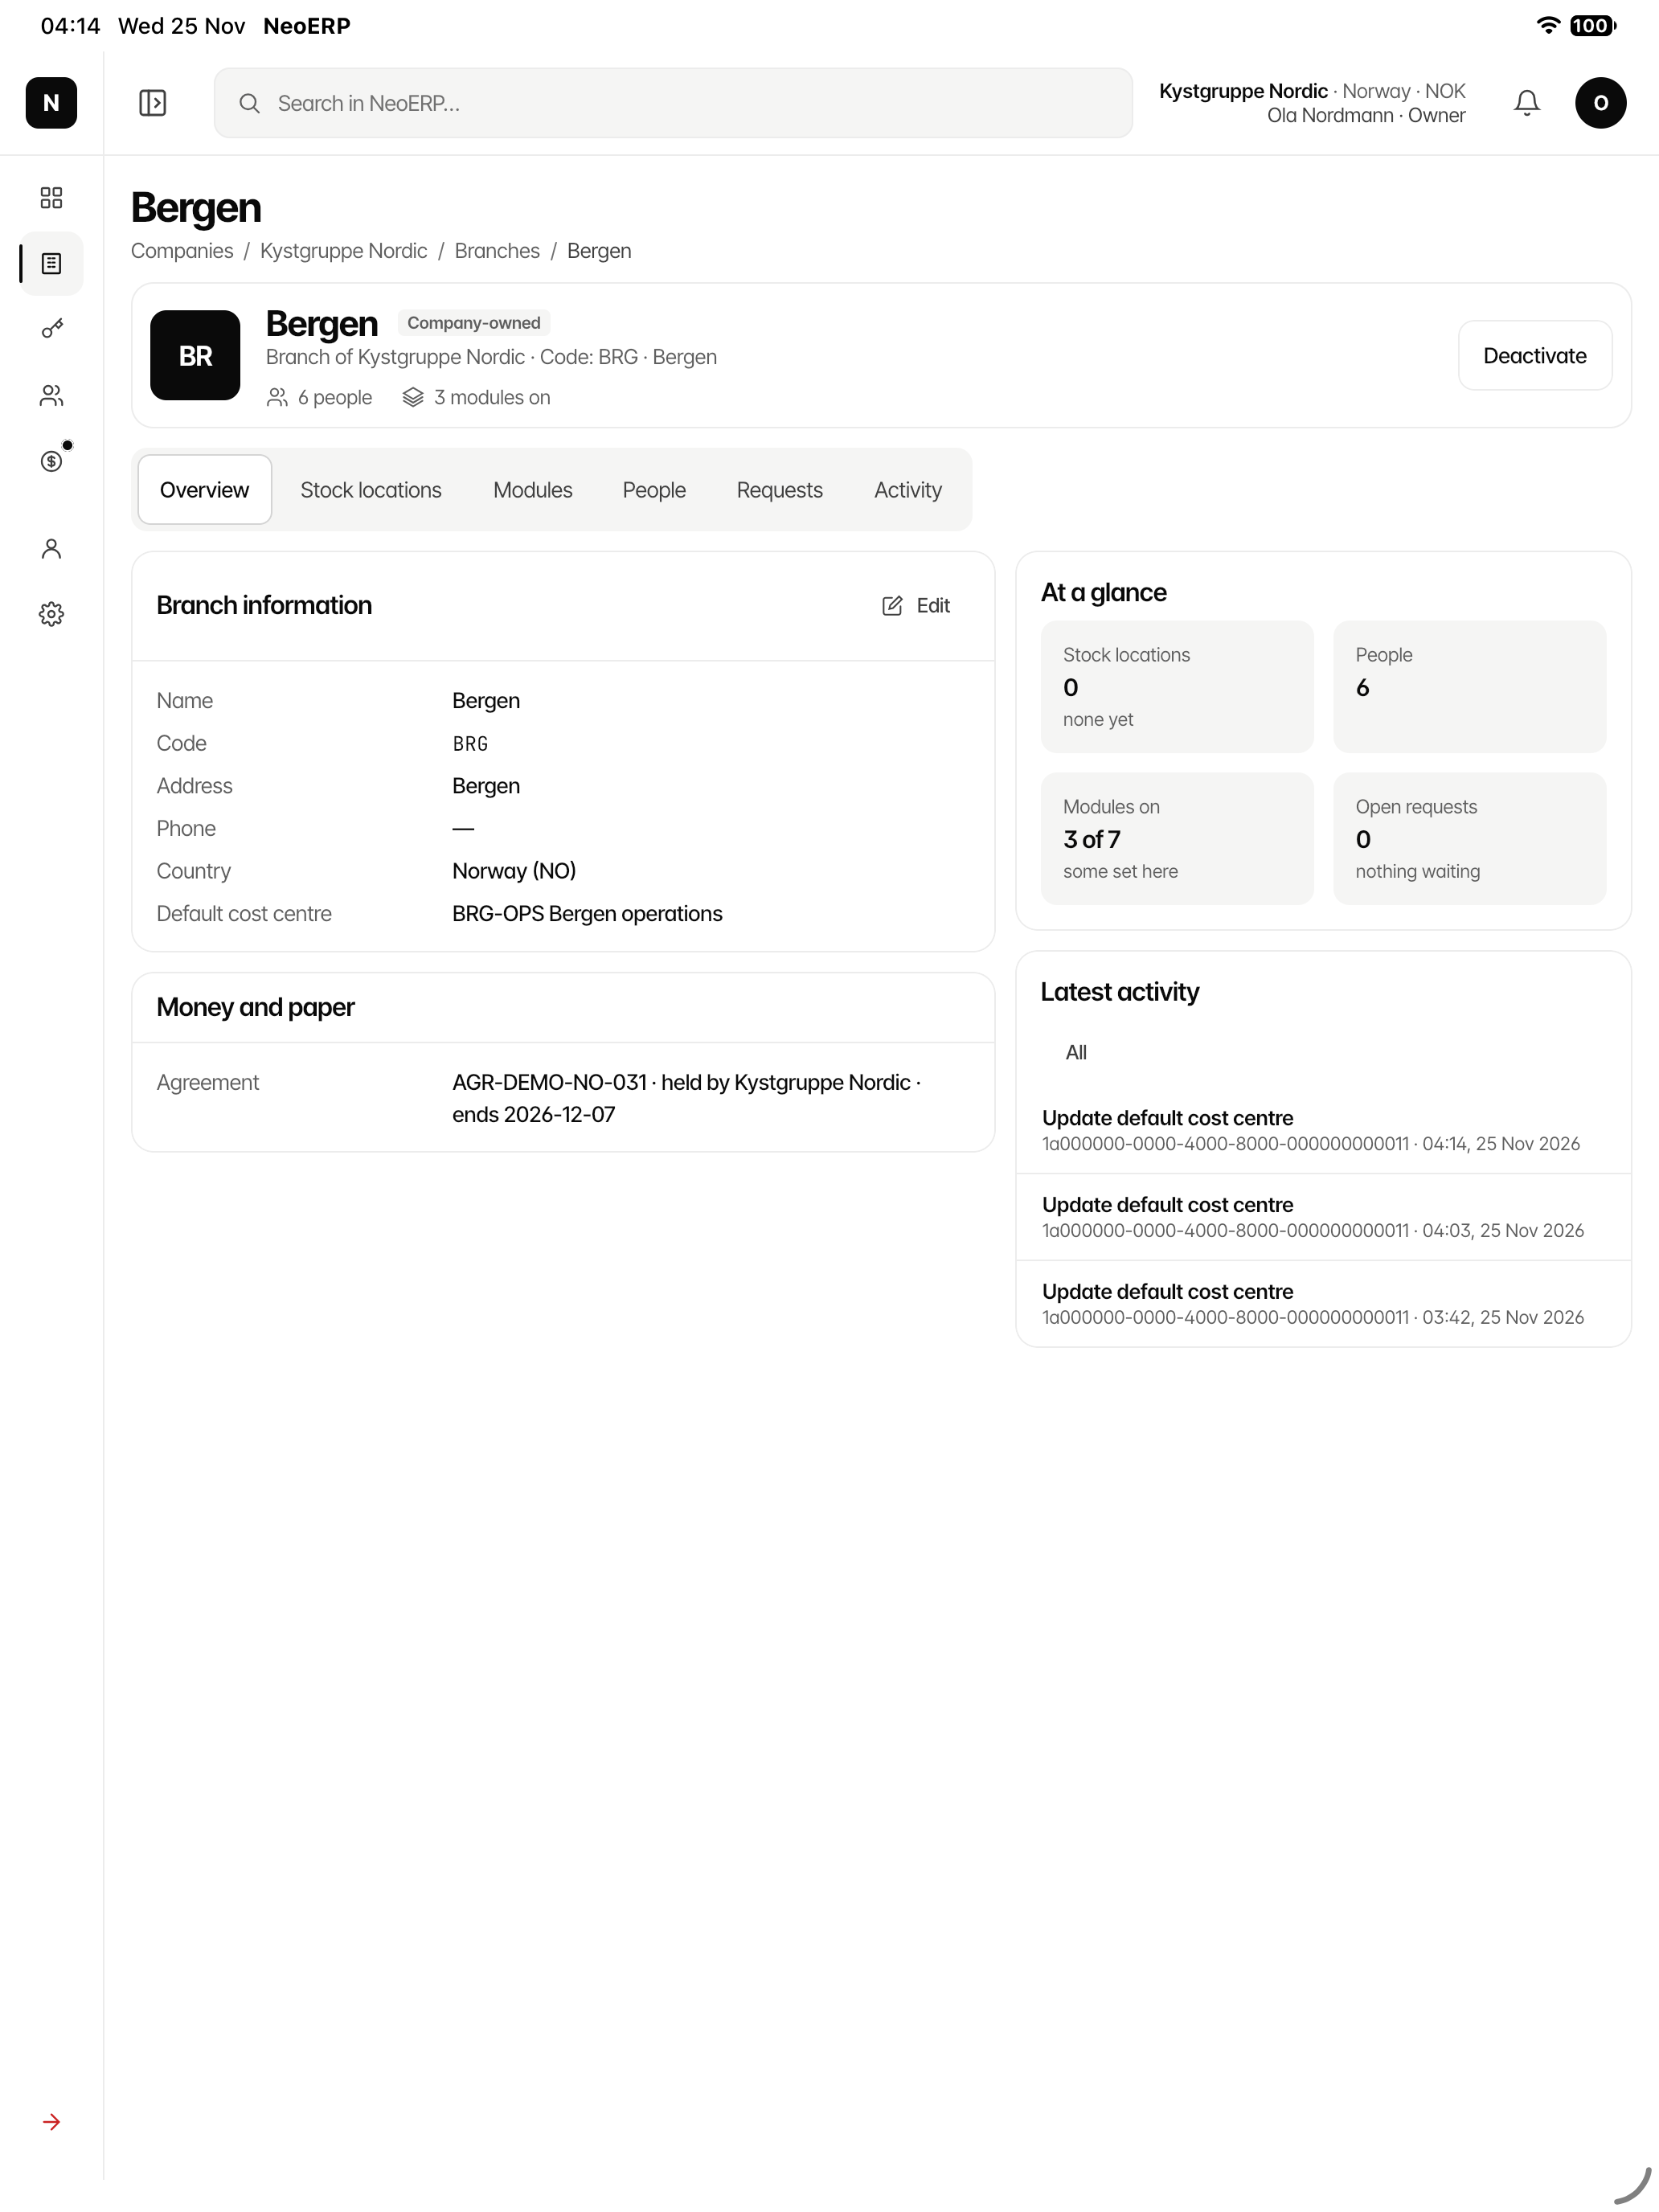 04:14 Wed 25 Nov NeoERP
100
N
Search in NeoERP...
Kystgruppe Nordic · Norway · NOK
Ola Nordmann · Owner
O
Bergen
Companies / Kystgruppe Nordic / Branches / Bergen
BR
Bergen Company-owned
Branch of Kystgruppe Nordic · Code: BRG · Bergen
6 people 3 modules on
Deactivate
Overview Stock locations Modules People Requests Activity
Branch information
Edit
Name Bergen
Code BRG
Address Bergen
Phone —
Country Norway (NO)
Default cost centre BRG-OPS Bergen operations
Money and paper
Agreement AGR-DEMO-NO-031 · held by Kystgruppe Nordic ·
ends 2026-12-07
At a glance
Stock locations
0
none yet
People
6
Modules on
3 of 7
some set here
Open requests
0
nothing waiting
Latest activity
All
Update default cost centre
1a000000-0000-4000-8000-000000000011 · 04:14, 25 Nov 2026
Update default cost centre
1a000000-0000-4000-8000-000000000011 · 04:03, 25 Nov 2026
Update default cost centre
1a000000-0000-4000-8000-000000000011 · 03:42, 25 Nov 2026